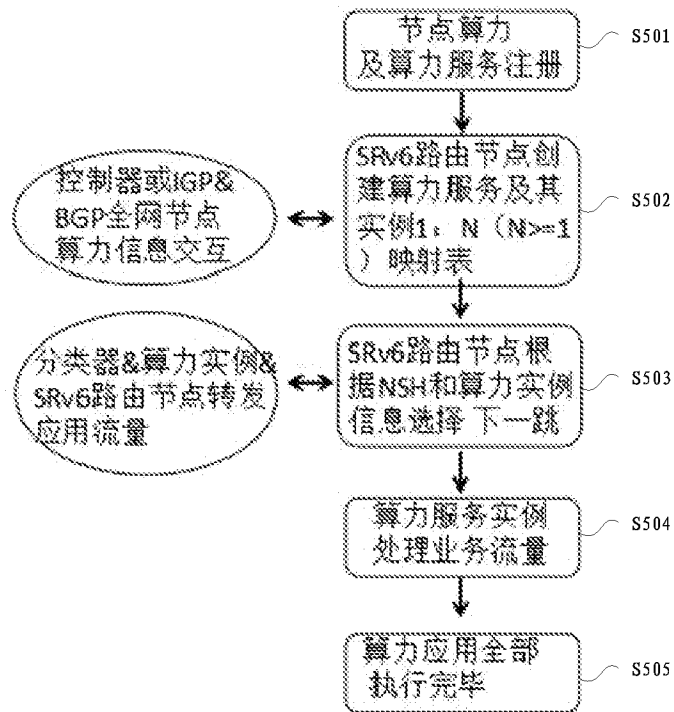 节点算力
及算力服务注册
S501
控制器或IGP&
BGP全网节点
算力信息交互
SRv6路由节点创
建算力服务及其
实例1：N（N>=1
）映射表
S502
分类器&算力实例&
SRv6路由节点转发
应用流量
SRv6路由节点根
据NSH和算力实例
信息选择 下一跳
S503
算力服务实例
处理业务流量
S504
算力应用全部
执行完毕
S505